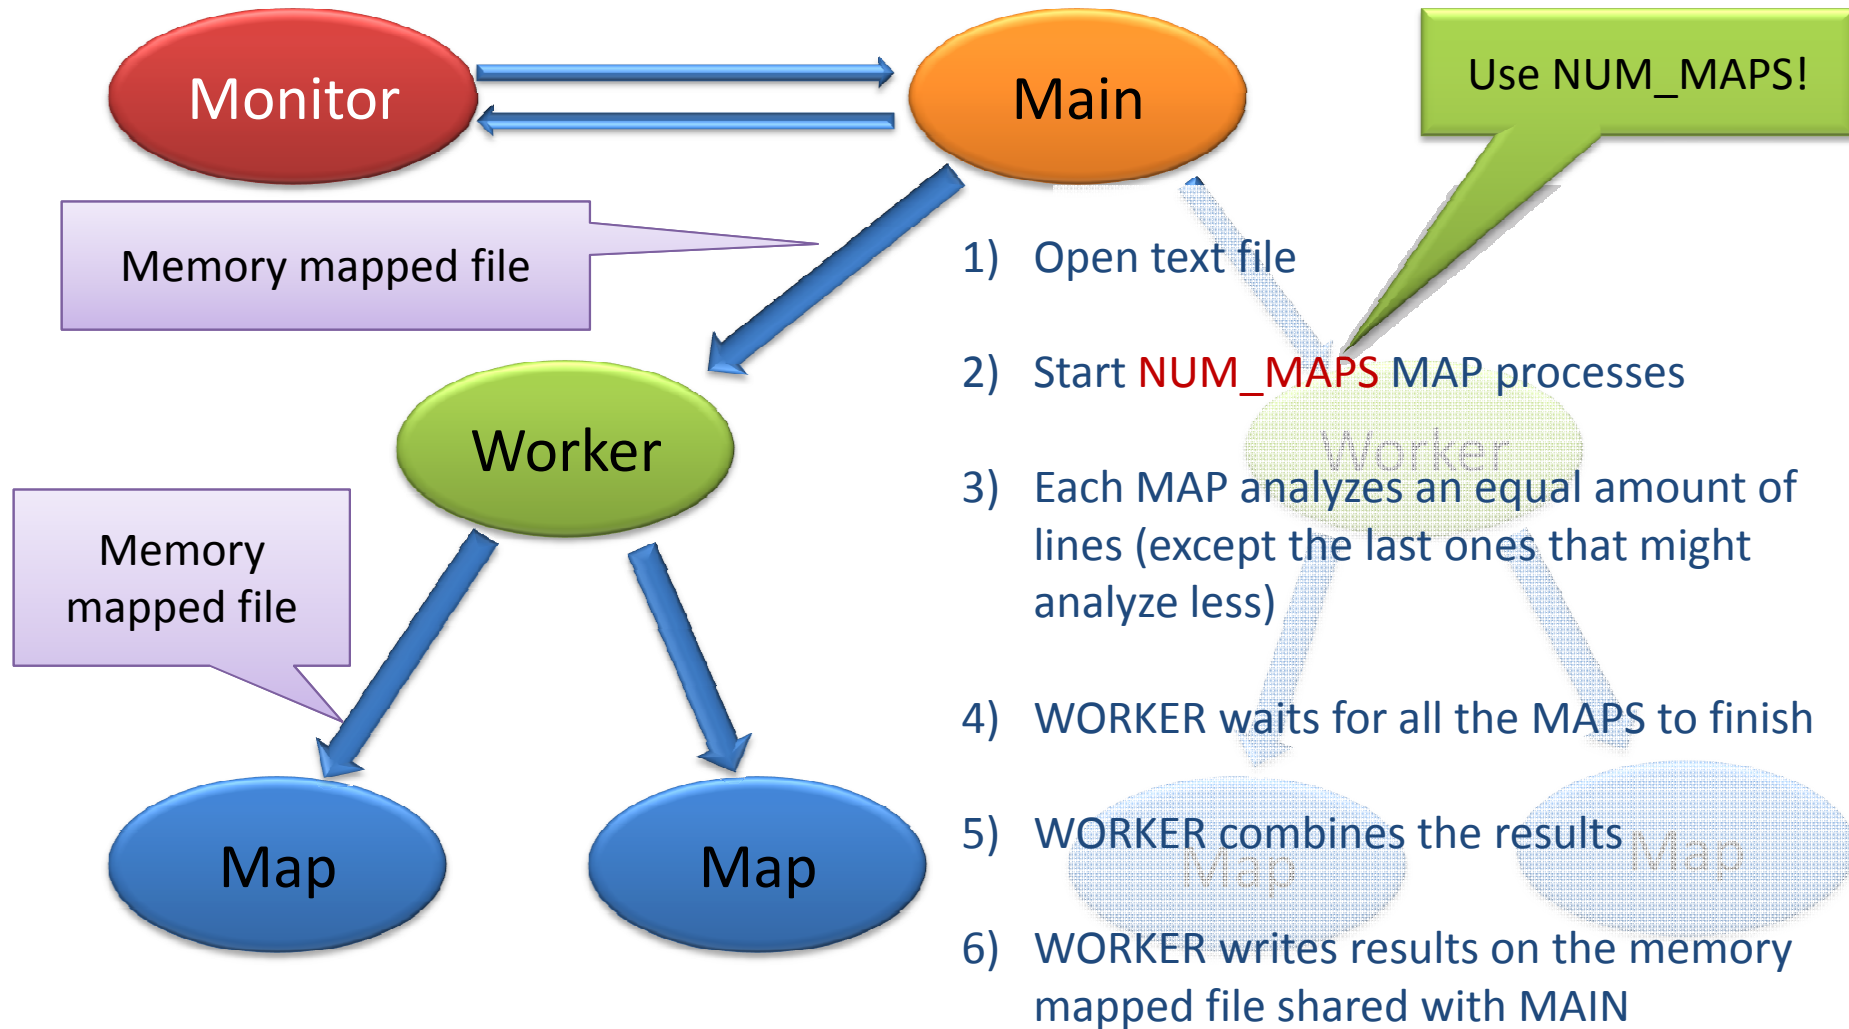 Monitor
Main
Use NUM_MAPS!
Memory mapped file
1) Open text file
2) Start NUM_MAPS MAP processes
Worker
Worker
3) Each MAP analyzes an equal amount of
lines (except the last ones that might
analyze less)
Memory
mapped file
4) WORKER waits for all the MAPS to finish
5) WORKER combines the results
Map
Map
Map
Map
6) WORKER writes results on the memory
mapped file shared with MAIN